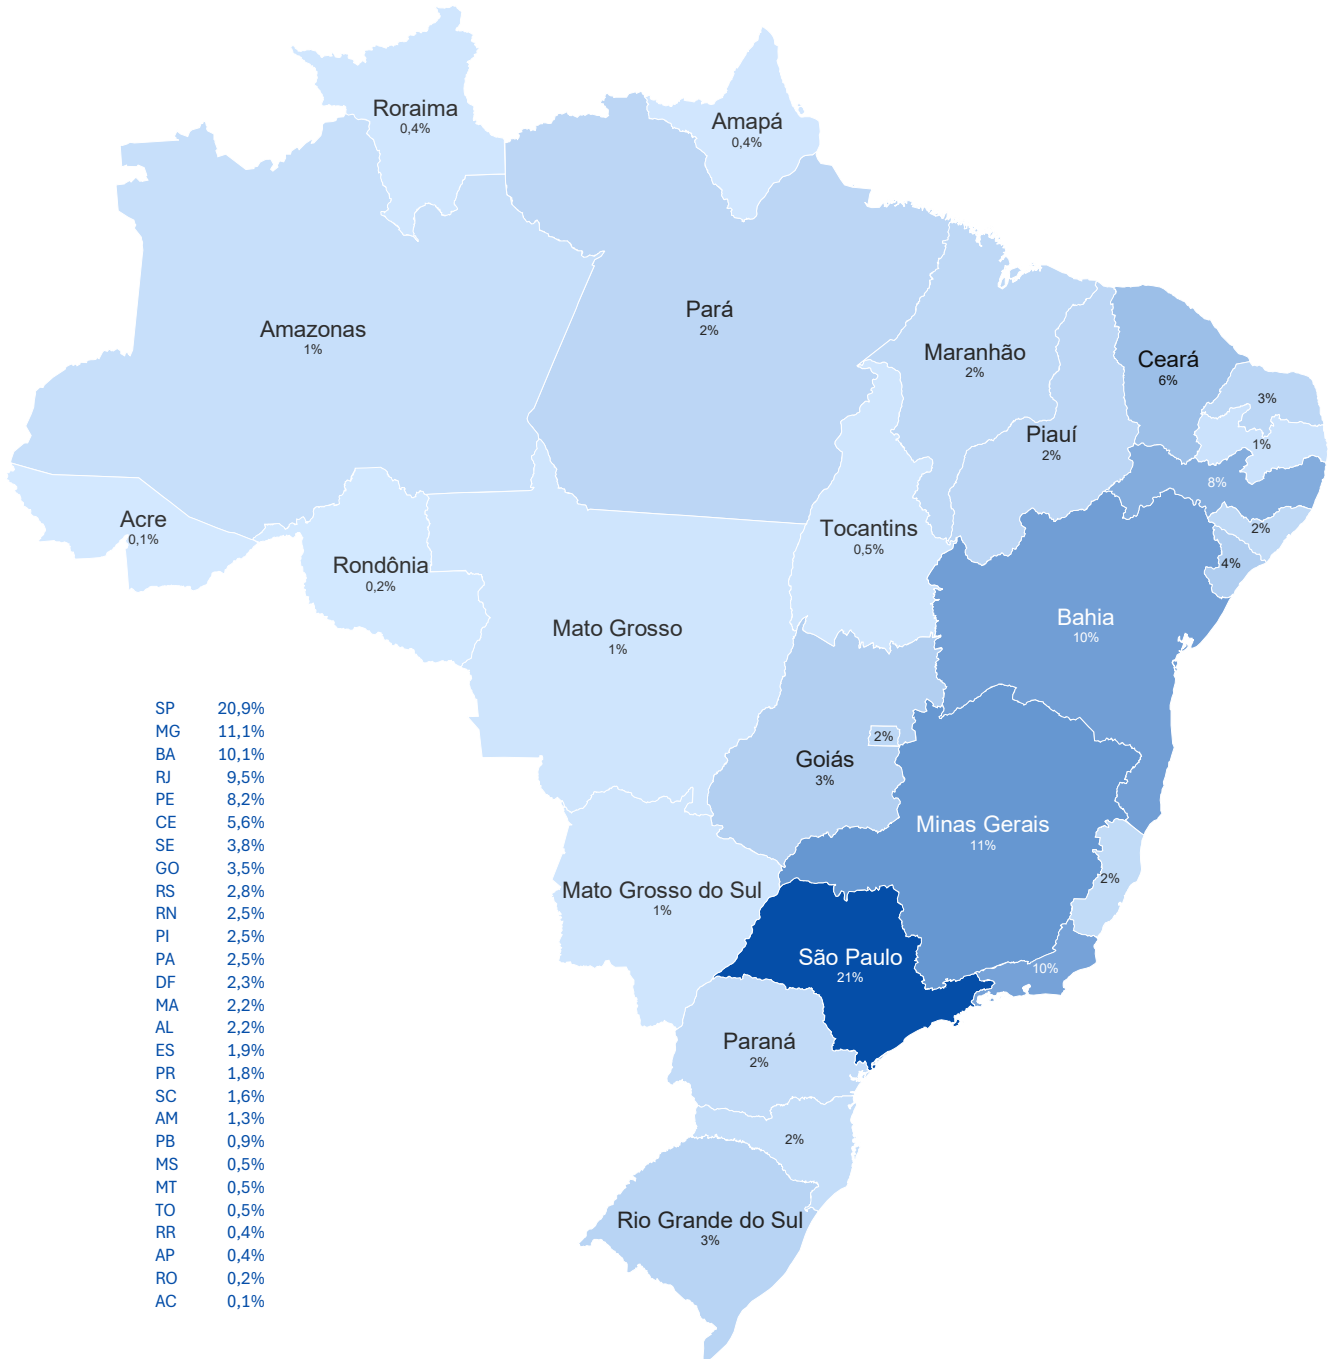 Roraima
0,4%
Amapá
0,4%
Pará
2%
Amazonas
1%
Maranhão
2%
Ceará
6%
3%
Piauí
2%
1%
8%
Acre
0,1%
Tocantins
0,5%
2%
4%
Rondônia
0,2%
Bahia
10%
Mato Grosso
1%
2%
Goiás
3%
Minas Gerais
11%
2%
Mato Grosso do Sul
1%
São Paulo
21%
10%
Paraná
2%
2%
Rio Grande do Sul
3%
SP 20,9%
MG 11,1%
BA 10,1%
RJ 9,5%
PE 8,2%
CE 5,6%
SE 3,8%
GO 3,5%
RS 2,8%
RN 2,5%
PI 2,5%
PA 2,5%
DF 2,3%
MA 2,2%
AL 2,2%
ES 1,9%
PR 1,8%
SC 1,6%
AM 1,3%
PB 0,9%
MS 0,5%
MT 0,5%
TO 0,5%
RR 0,4%
AP 0,4%
RO 0,2%
AC 0,1%